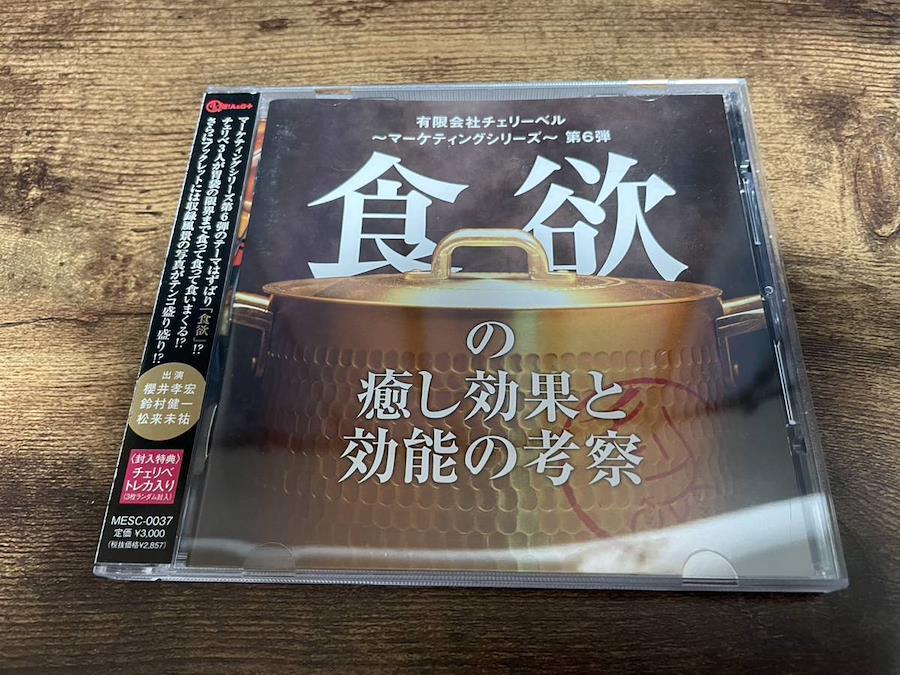 有限会社チェリーベル
～マーケティングシリーズ～ 第6弾
食欲
の
癒し効果と
効能の考察
マーケティングシリーズ第6弾のテーマはずばり「食欲」!?
チェリベ3人が胃袋の限界まで食って食って食いまくる!?
さらにブックレットには収録風景の写真がテンコ盛り盛り!?
出演
櫻井孝宏
鈴村健一
松来未祐
〈封入特典〉
チェリベ
トレカ入り
(3枚ランダム封入)
MESC-0037
定価 ¥3,000
(税抜価格¥2,857)